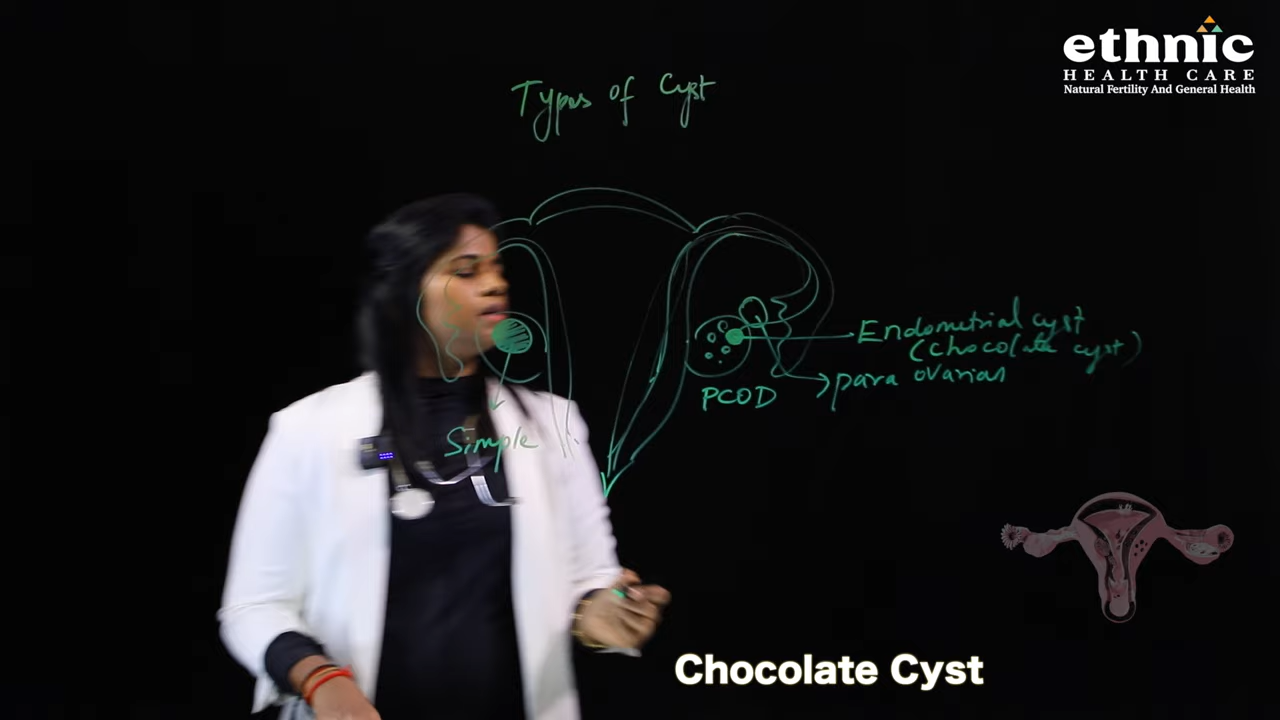 ethnic
HEALTH CARE
Natural Fertility And General Health
Types of Cyst
Endometrial cyst
(chocolate cyst)
para ovarian
PCOD
Simple
Chocolate Cyst